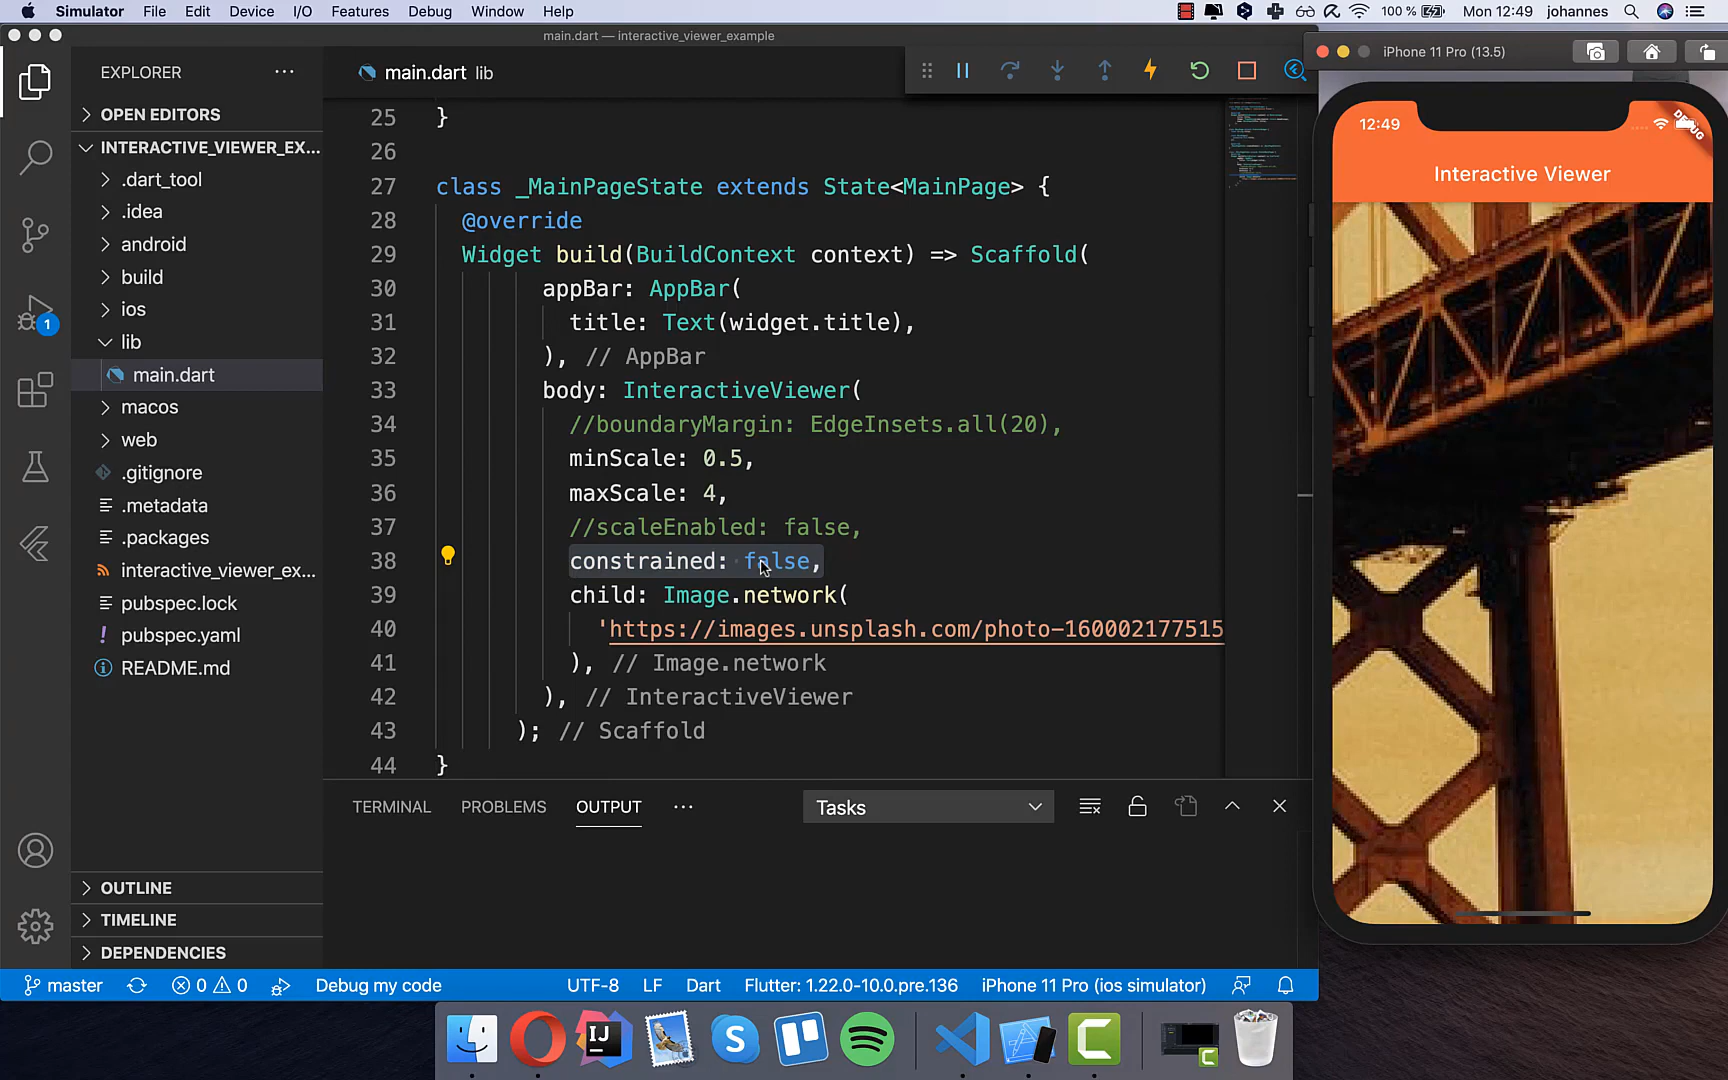 Simulator File Edit Device I/O Features Debug Window Help
100 % Mon 12:49 johannes
main.dart — interactive_viewer_example
EXPLORER
OPEN EDITORS
INTERACTIVE_VIEWER_EX...
.dart_tool
.idea
android
build
ios
lib
main.dart
macos
web
.gitignore
.metadata
.packages
interactive_viewer_ex...
pubspec.lock
pubspec.yaml
README.md
OUTLINE
TIMELINE
DEPENDENCIES
1
main.dart lib
25 }
26
27 class _MainPageState extends State<MainPage> {
28 @override
29 Widget build(BuildContext context) => Scaffold(
30 appBar: AppBar(
31 title: Text(widget.title),
32 ), // AppBar
33 body: InteractiveViewer(
34 //boundaryMargin: EdgeInsets.all(20),
35 minScale: 0.5,
36 maxScale: 4,
37 //scaleEnabled: false,
38 constrained: false,
39 child: Image.network(
40 'https://images.unsplash.com/photo-160002177515
41 ), // Image.network
42 ), // InteractiveViewer
43 ); // Scaffold
44 }
TERMINAL PROBLEMS OUTPUT ... Tasks
master 0 0 Debug my code UTF-8 LF Dart Flutter: 1.22.0-10.0.pre.136 iPhone 11 Pro (ios simulator)
iPhone 11 Pro (13.5)
12:49
DEBUG
Interactive Viewer
IJ
S
C
C